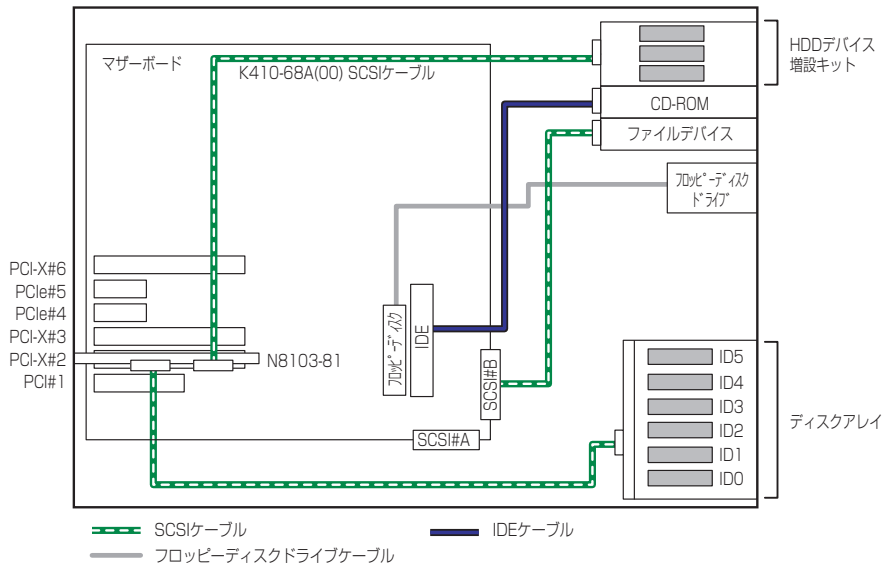 マザーボード
K410-68A(00) SCSIケーブル
HDDデバイス
増設キット
CD-ROM
ファイルデバイス
フロッピーディスク
ドライブ
PCI-X#6
PCIe#5
PCIe#4
PCI-X#3
PCI-X#2
PCI#1
N8103-81
フロッピーディスク
IDE
SCSI#B
SCSI#A
ID5
ID4
ID3
ID2
ID1
ID0
ディスクアレイ
SCSIケーブル
IDEケーブル
フロッピーディスクドライブケーブル